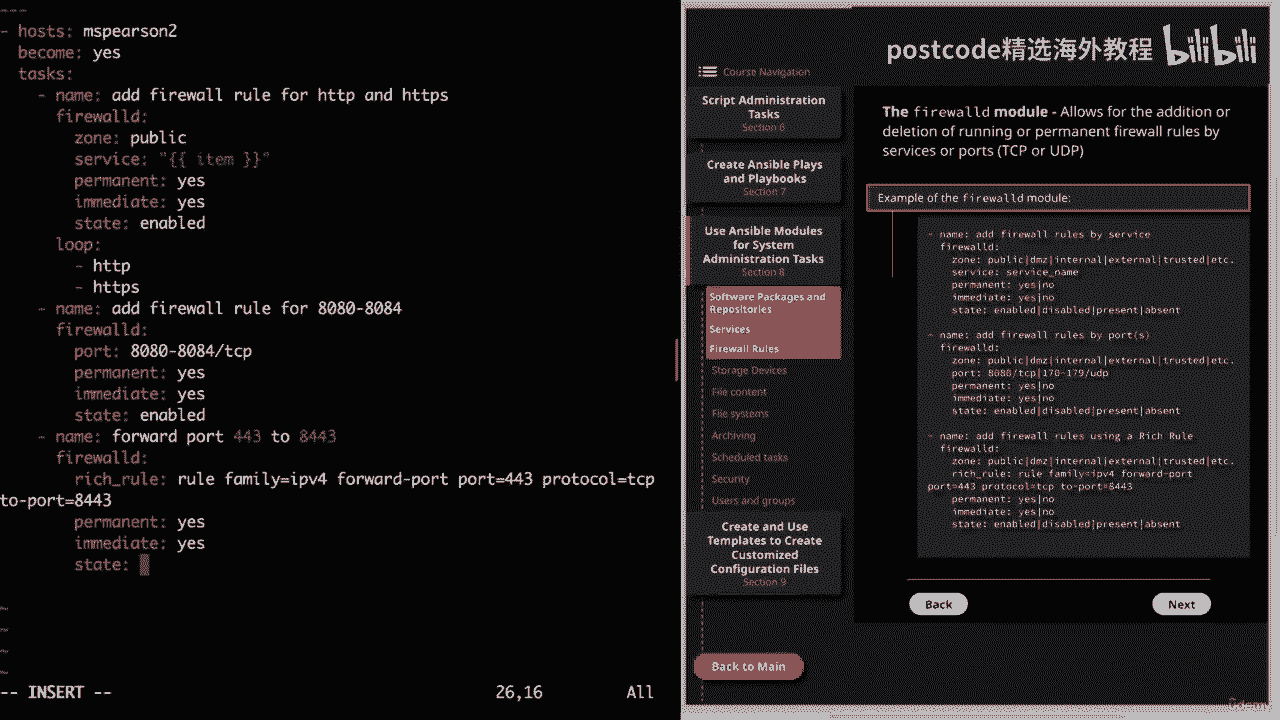 ---
- hosts: mspearson2
become: yes
tasks:
- name: add firewall rule for http and https
firewalld:
zone: public
service: "{{ item }}"
permanent: yes
immediate: yes
state: enabled
loop:
- http
- https
- name: add firewall rule for 8080-8084
firewalld:
port: 8080-8084/tcp
permanent: yes
immediate: yes
state: enabled
- name: forward port 443 to 8443
firewalld:
rich_rule: rule family=ipv4 forward-port port=443 protocol=tcp
to-port=8443
permanent: yes
immediate: yes
state:
~
~
~
~
-- INSERT --
26,16
All
postcode精选海外教程 bilibili
Course Navigation
Script Administration
Tasks
Section 6
Create Ansible Plays
and Playbooks
Section 7
Use Ansible Modules
for System
Administration Tasks
Section 8
Software Packages and
Repositories
Services
Firewall Rules
Storage Devices
File content
File systems
Archiving
Scheduled tasks
Security
Users and groups
Create and Use
Templates to Create
Customized
Configuration Files
Section 9
Back to Main
The firewalld module - Allows for the addition or
deletion of running or permanent firewall rules by
services or ports (TCP or UDP)
Example of the firewalld module:
- name: add firewall rules by service
firewalld:
zone: public|dmz|internal|external|trusted|etc.
service: service_name
permanent: yes|no
immediate: yes|no
state: enabled|disabled|present|absent
- name: add firewall rules by port(s)
firewalld:
zone: public|dmz|internal|external|trusted|etc.
port: 8080/tcp|170-179/udp
permanent: yes|no
immediate: yes|no
state: enabled|disabled|present|absent
- name: add firewall rules using a Rich Rule
firewalld:
zone: public|dmz|internal|external|trusted|etc.
rich_rule: rule family=ipv4 forward-port
port=443 protocol=tcp to-port=8443
permanent: yes|no
immediate: yes|no
state: enabled|disabled|present|absent
Back
Next
Udemy